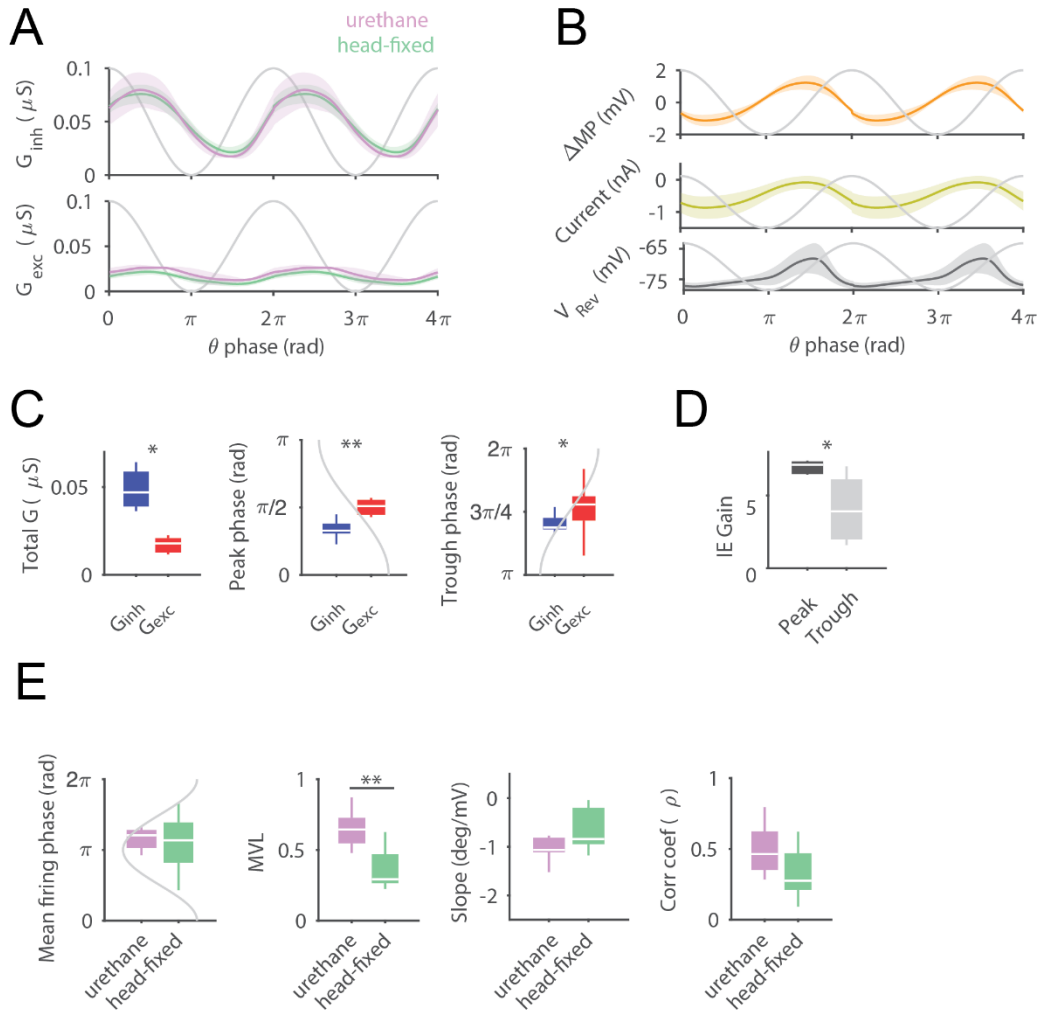 A
urethane
head-fixed
0.1
0.05
0
G inh (μS)
0.1
0.05
0
G exc (μS)
0 π 2π 3π 4π
θ phase (rad)
B
2
0
2
ΔMP (mV)
0
-1
Current (nA)
-65
-75
V Rev (mV)
0 π 2π 3π 4π
θ phase (rad)
C
Total G ( μS)
0.05
0
*
Ginh
Gexc
Peak phase (rad)
π
π/2
0
**
Ginh
Gexc
Trough phase (rad)
2π
3π/4
π
*
Ginh
Gexc
D
IE Gain
5
0
*
Peak
Trough
E
Mean firing phase (rad)
2π
π
0
urethane
head-fixed
MVL
1
0.5
0
**
urethane
head-fixed
Slope (deg/mV)
0
-1
-2
urethane
head-fixed
Corr coef ( ρ)
1
0.5
0
urethane
head-fixed